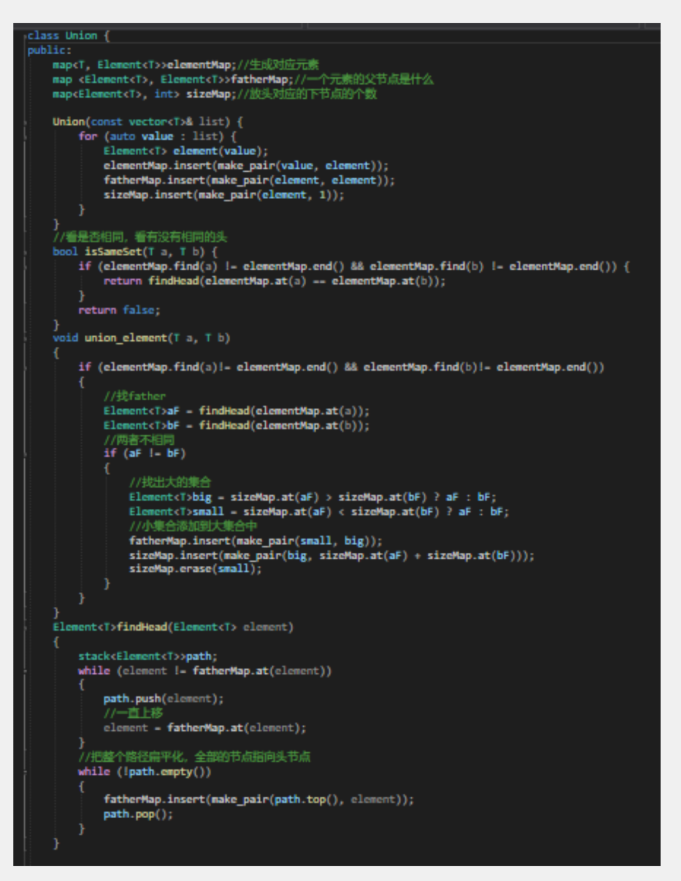 class Union {
public:
    map<T, Element<T>>elementMap;//生成对应元素
    map <Element<T>, Element<T>>fatherMap;//一个元素的父节点是什么
    map<Element<T>, int> sizeMap;//放头对应的下节点的个数
    Union(const vector<T>& list) {
        for (auto value : list) {
            Element<T> element(value);
            elementMap.insert(make_pair(value, element));
            fatherMap.insert(make_pair(element, element));
            sizeMap.insert(make_pair(element, 1));
        }
    }
    //看是否相同，看有没有相同的头
    bool isSameSet(T a, T b) {
        if (elementMap.find(a) != elementMap.end() && elementMap.find(b) != elementMap.end()) {
            return findHead(elementMap.at(a) == elementMap.at(b));
        }
        return false;
    }
    void union_element(T a, T b)
    {
        if (elementMap.find(a)!= elementMap.end() && elementMap.find(b)!= elementMap.end())
        {
            //找father
            Element<T>aF = findHead(elementMap.at(a));
            Element<T>bF = findHead(elementMap.at(b));
            //两者不相同
            if (aF != bF)
            {
                //找出大的集合
                Element<T>big = sizeMap.at(aF) > sizeMap.at(bF) ? aF : bF;
                Element<T>small = sizeMap.at(aF) < sizeMap.at(bF) ? aF : bF;
                //小集合添加到大集合中
                fatherMap.insert(make_pair(small, big));
                sizeMap.insert(make_pair(big, sizeMap.at(aF) + sizeMap.at(bF)));
                sizeMap.erase(small);
            }
        }
    }
    Element<T>findHead(Element<T> element)
    {
        stack<Element<T>>path;
        while (element != fatherMap.at(element))
        {
            path.push(element);
            //一直上移
            element = fatherMap.at(element);
        }
        //把整个路径扁平化，全部的节点指向头节点
        while (!path.empty())
        {
            fatherMap.insert(make_pair(path.top(), element));
            path.pop();
        }
    }